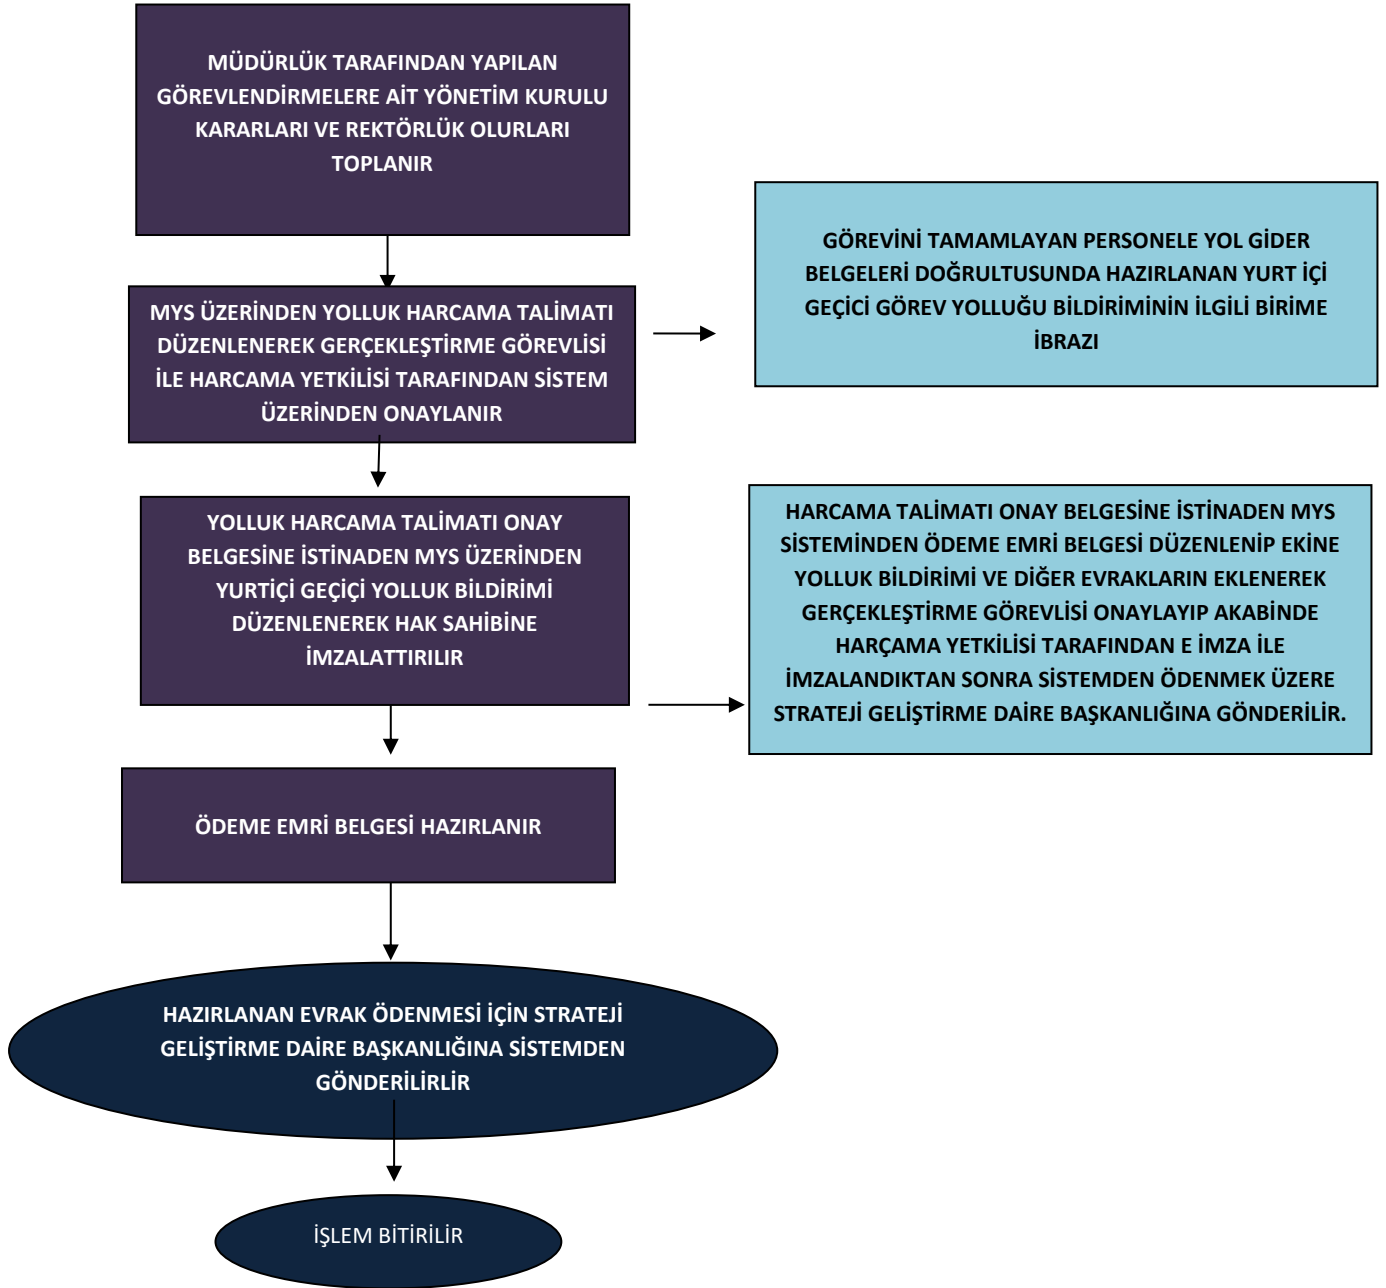 MÜDÜRLÜK TARAFINDAN YAPILAN
GÖREVLENDİRMELERE AİT YÖNETİM KURULU
KARARLARI VE REKTÖRLÜK OLURLARI
TOPLANIR
GÖREVİNİ TAMAMLAYAN PERSONELE YOL GİDER
BELGELERİ DOĞRULTUSUNDA HAZIRLANAN YURT İÇİ
GEÇİCİ GÖREV YOLLUĞU BİLDİRİMİNİN İLGİLİ BİRİME
İBRAZI
MYS ÜZERİNDEN YOLLUK HARCAMA TALİMATI
DÜZENLENEREK GERÇEKLEŞTİRME GÖREVLİSİ
İLE HARCAMA YETKİLİSİ TARAFINDAN SİSTEM
ÜZERİNDEN ONAYLANIR
YOLLUK HARCAMA TALİMATI ONAY
BELGESİNE İSTİNADEN MYS ÜZERİNDEN
YURTİÇİ GEÇİÇİ YOLLUK BİLDİRİMİ
DÜZENLENEREK HAK SAHİBİNE
İMZALATTIRILIR
HARCAMA TALİMATI ONAY BELGESİNE İSTİNADEN MYS
SİSTEMİNDEN ÖDEME EMRİ BELGESİ DÜZENLENİP EKİNE
YOLLUK BİLDİRİMİ VE DİĞER EVRAKLARIN EKLENEREK
GERÇEKLEŞTİRME GÖREVLİSİ ONAYLAYIP AKABİNDE
HARÇAMA YETKİLİSİ TARAFINDAN E İMZA İLE
İMZALANDIKTAN SONRA SİSTEMDEN ÖDENMEK ÜZERE
STRATEJİ GELİŞTİRME DAİRE BAŞKANLIĞINA GÖNDERİLİR.
ÖDEME EMRİ BELGESİ HAZIRLANIR
HAZIRLANAN EVRAK ÖDENMESİ İÇİN STRATEJİ
GELİŞTİRME DAİRE BAŞKANLIĞINA SİSTEMDEN
GÖNDERİLİRLİR
İŞLEM BİTİRİLİR